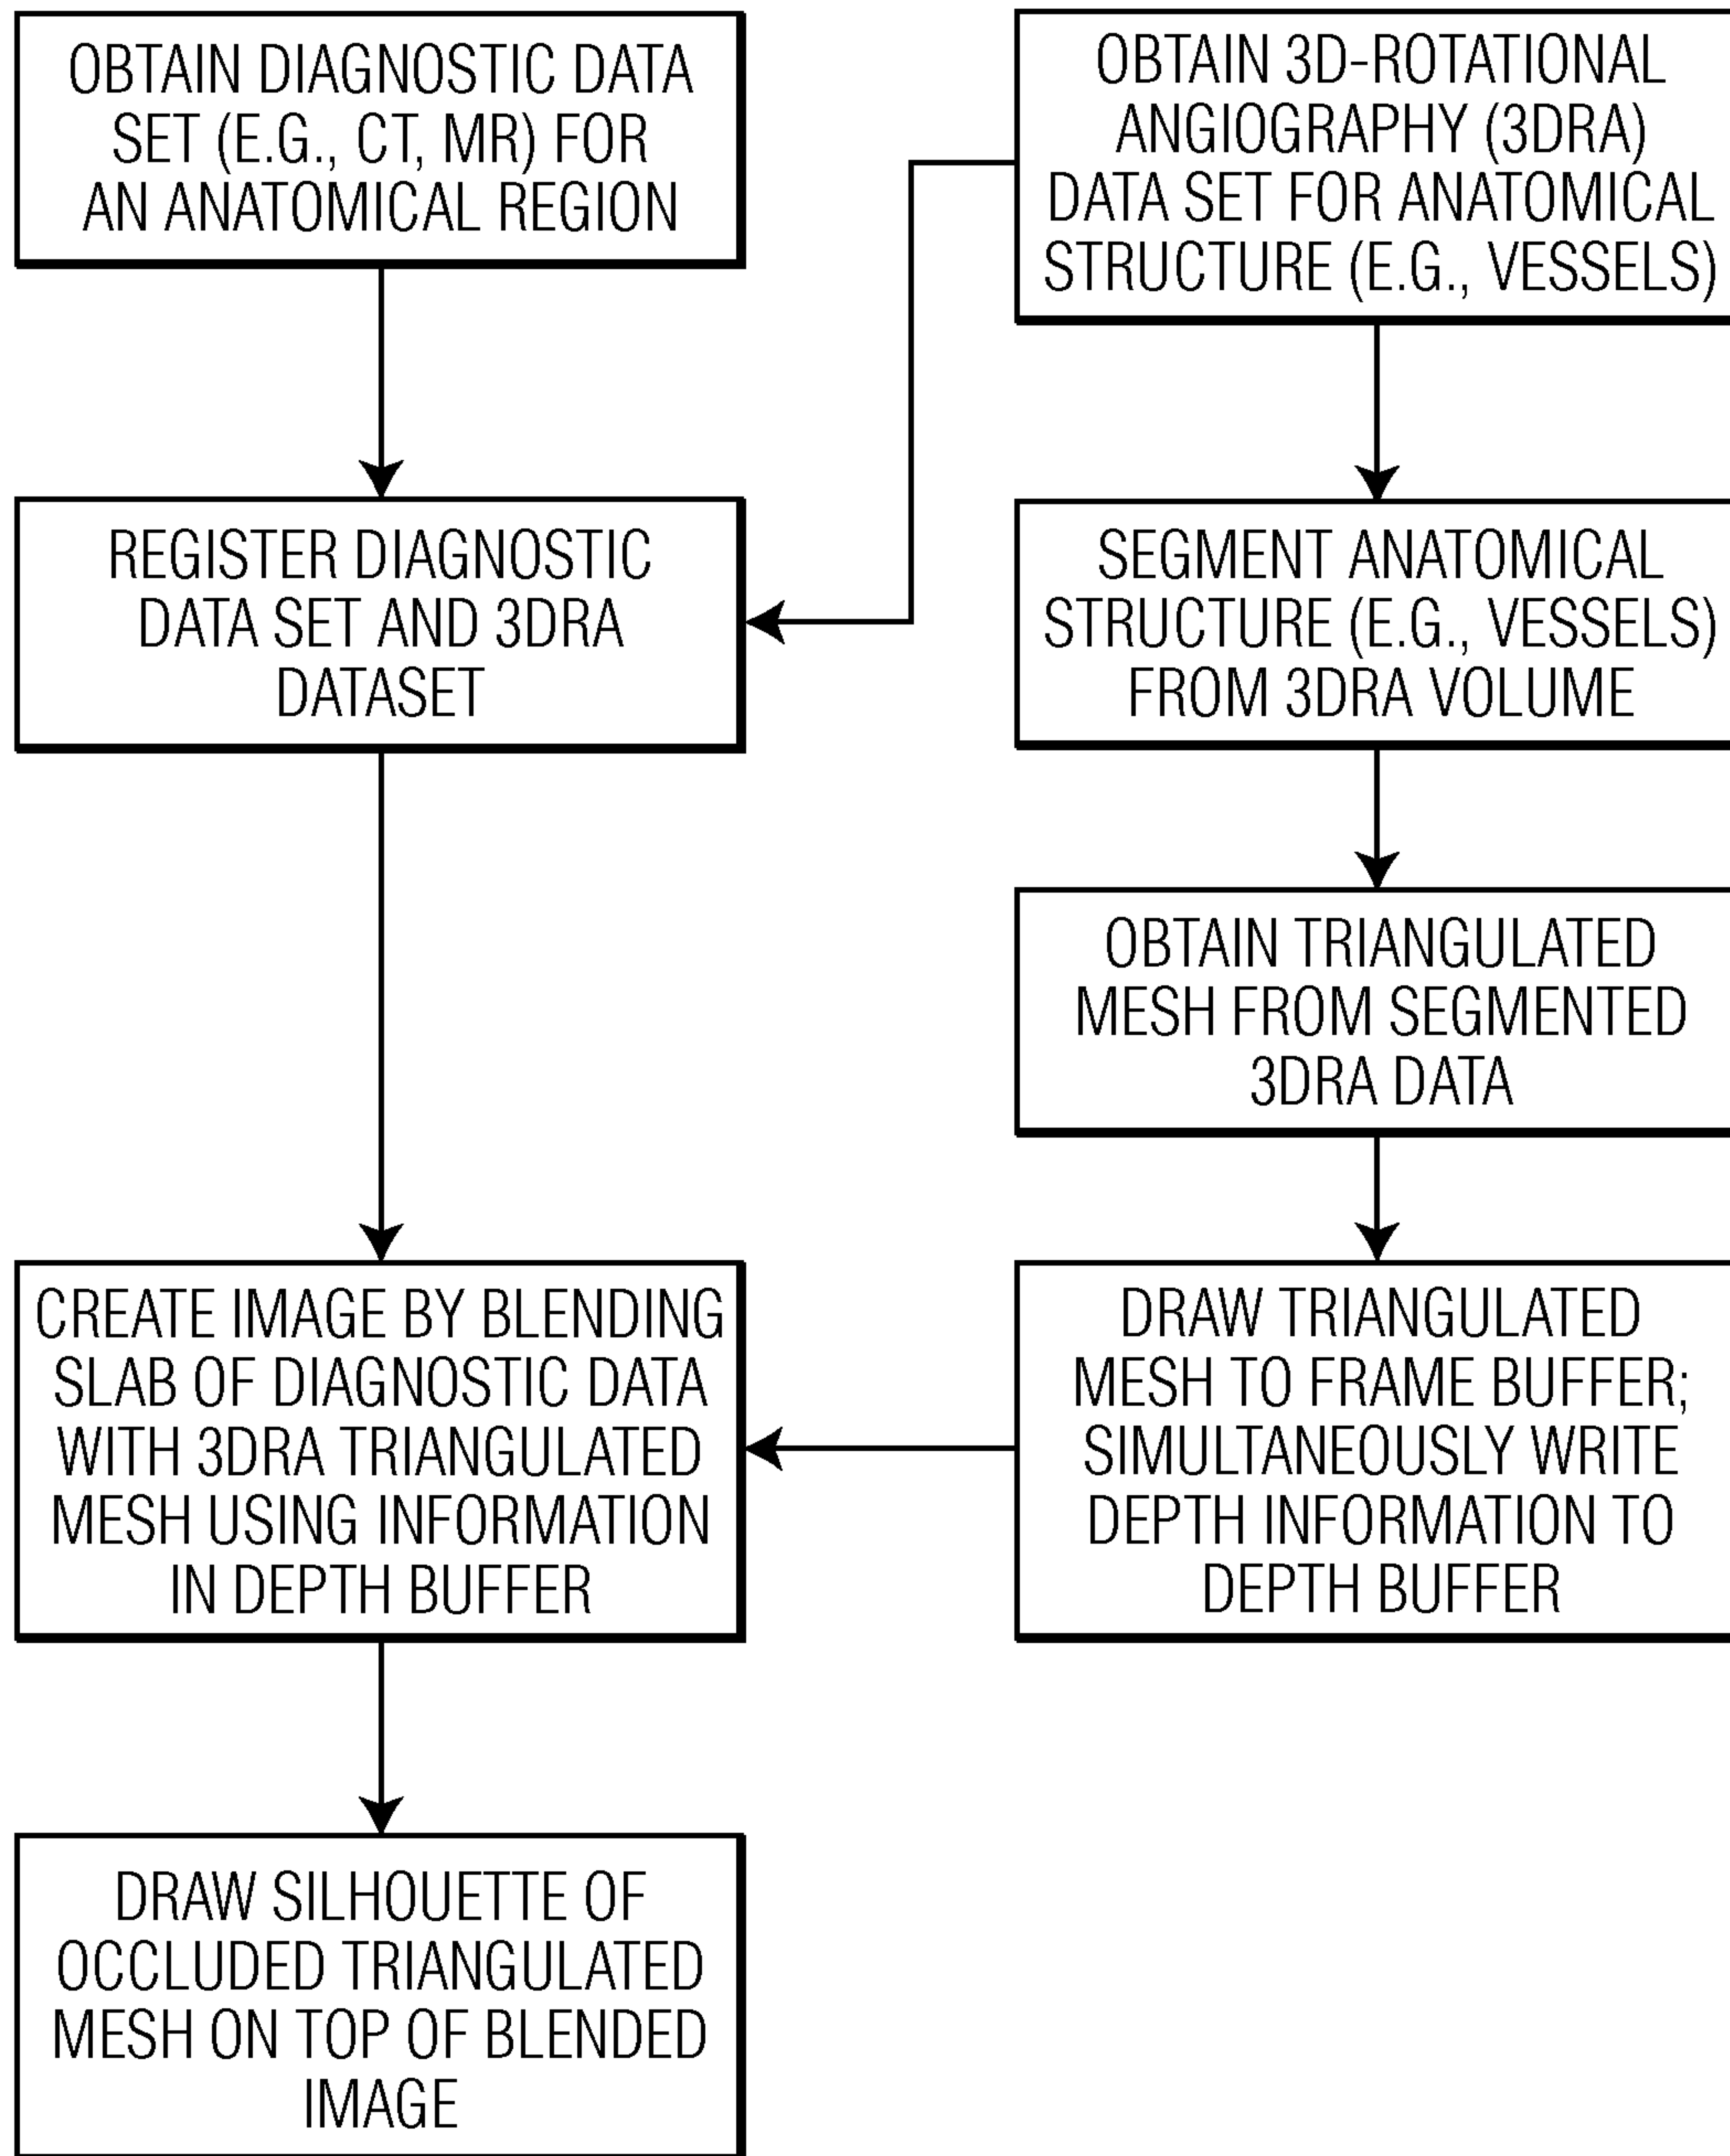 OBTAIN DIAGNOSTIC DATA
SET (E.G., CT, MR) FOR
AN ANATOMICAL REGION
OBTAIN 3D-ROTATIONAL
ANGIOGRAPHY (3DRA)
DATA SET FOR ANATOMICAL
STRUCTURE (E.G., VESSELS)
REGISTER DIAGNOSTIC
DATA SET AND 3DRA
DATASET
SEGMENT ANATOMICAL
STRUCTURE (E.G., VESSELS)
FROM 3DRA VOLUME
OBTAIN TRIANGULATED
MESH FROM SEGMENTED
3DRA DATA
CREATE IMAGE BY BLENDING
SLAB OF DIAGNOSTIC DATA
WITH 3DRA TRIANGULATED
MESH USING INFORMATION
IN DEPTH BUFFER
DRAW TRIANGULATED
MESH TO FRAME BUFFER;
SIMULTANEOUSLY WRITE
DEPTH INFORMATION TO
DEPTH BUFFER
DRAW SILHOUETTE OF
OCCLUDED TRIANGULATED
MESH ON TOP OF BLENDED
IMAGE